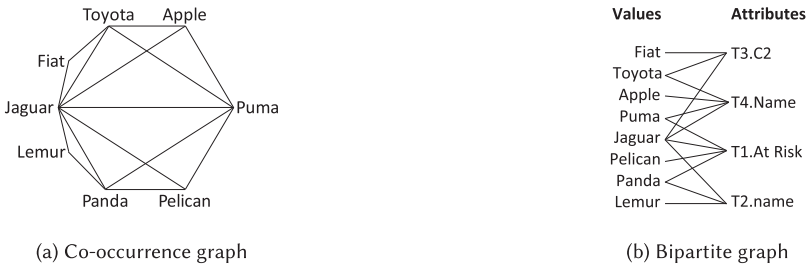 Toyota Apple
Fiat
Jaguar Puma
Lemur
Panda Pelican
(a) Co-occurrence graph
Values Attributes
Fiat T3.C2
Toyota
Apple T4.Name
Puma
Jaguar
Pelican T1.At Risk
Panda
Lemur T2.name
(b) Bipartite graph